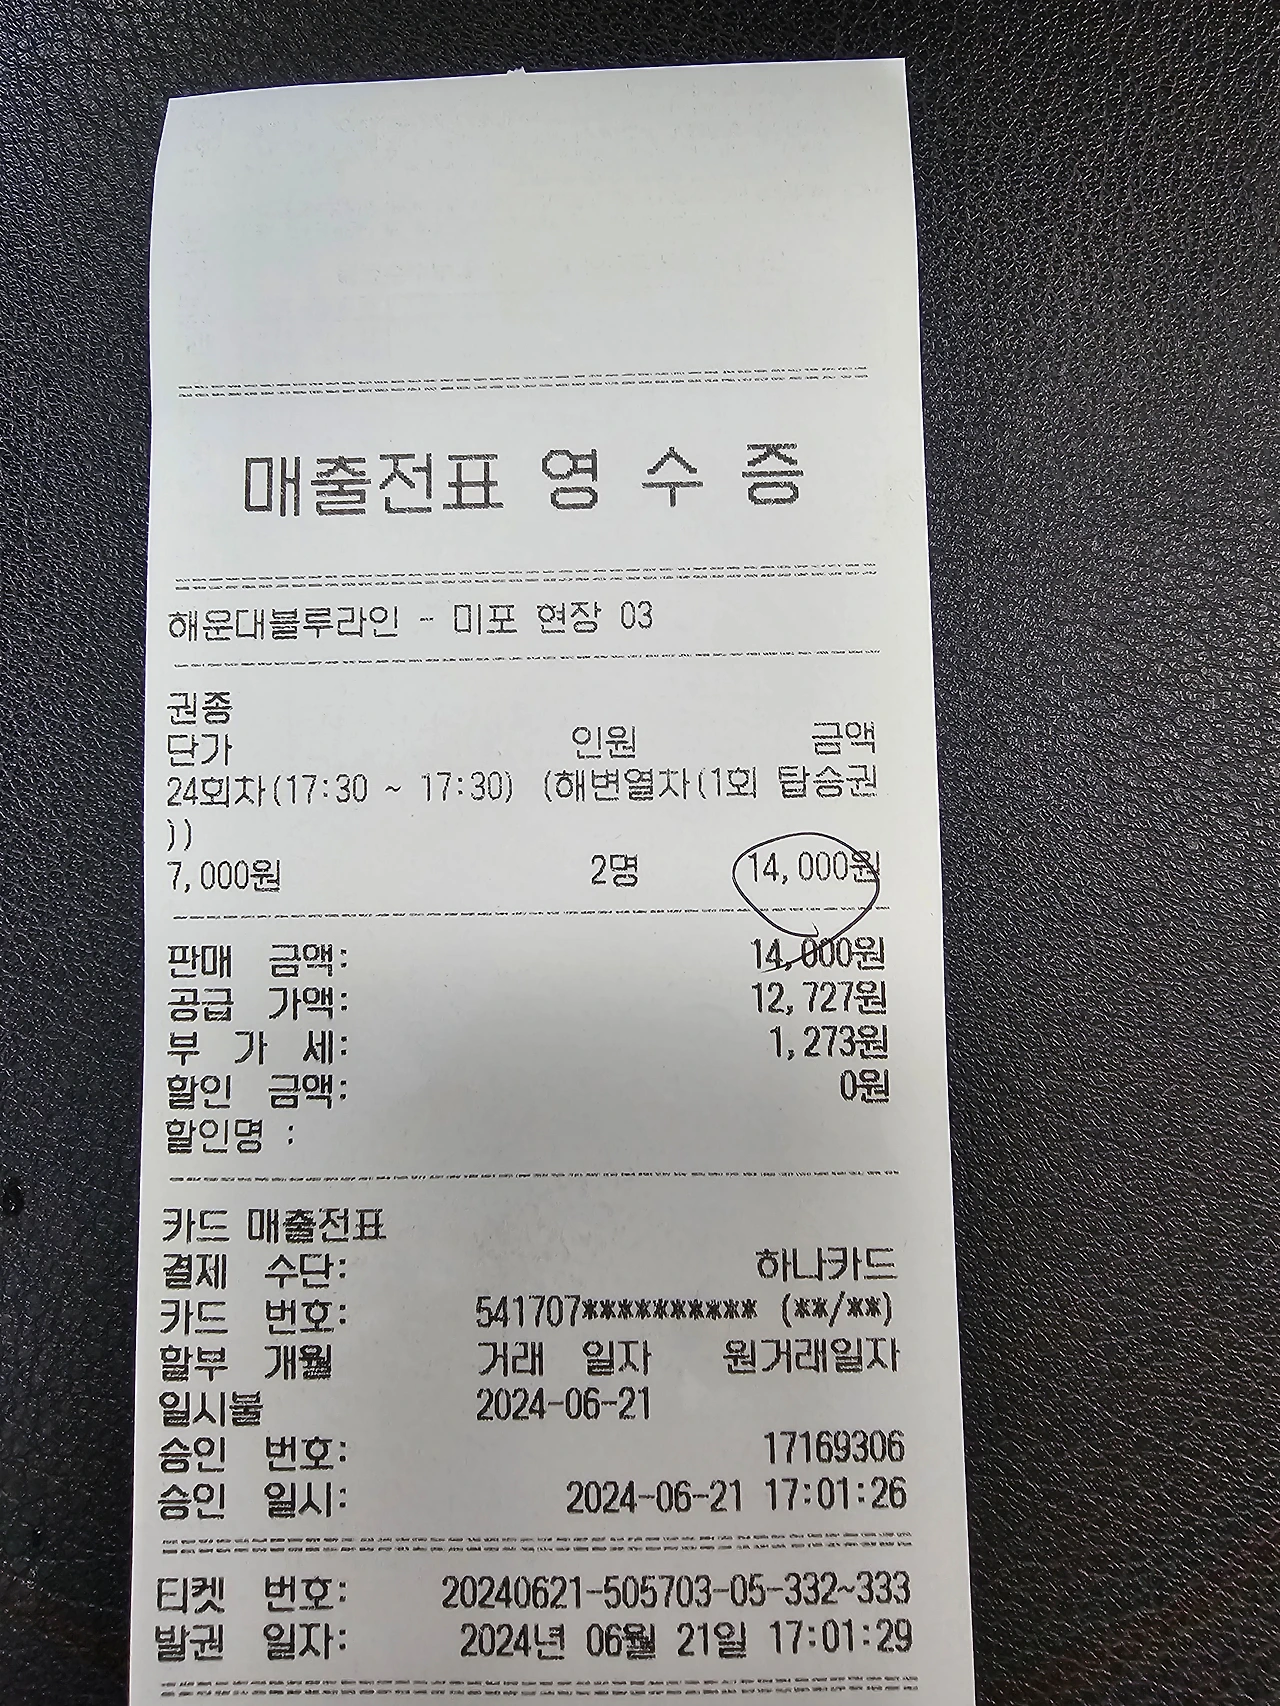 매출전표 영 수 증
해운대블루라인 - 미포 현장 03
권종
단가 인원 금액
24회차(17:30 ~ 17:30) (해변열차(1회 탑승권
))
7,000원 2명 14,000원
판매 금액: 14,000원
공급 가액: 12,727원
부 가 세: 1,273원
할인 금액: 0원
할인명 :
카드 매출전표
결제 수단: 하나카드
카드 번호: 541707********** (**/**)
할부 개월 거래 일자 원거래일자
일시불 2024-06-21
승인 번호: 17169306
승인 일시: 2024-06-21 17:01:26
티켓 번호: 20240621-505703-05-332~333
발권 일자: 2024년 06월 21일 17:01:29